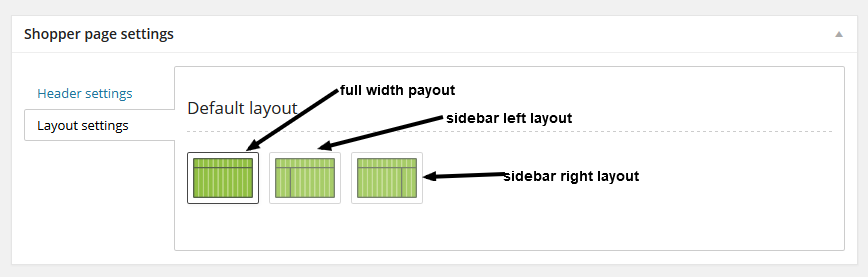 Shopper page settings
Header settings
Layout settings
Default layout
full width payout
sidebar left layout
sidebar right layout